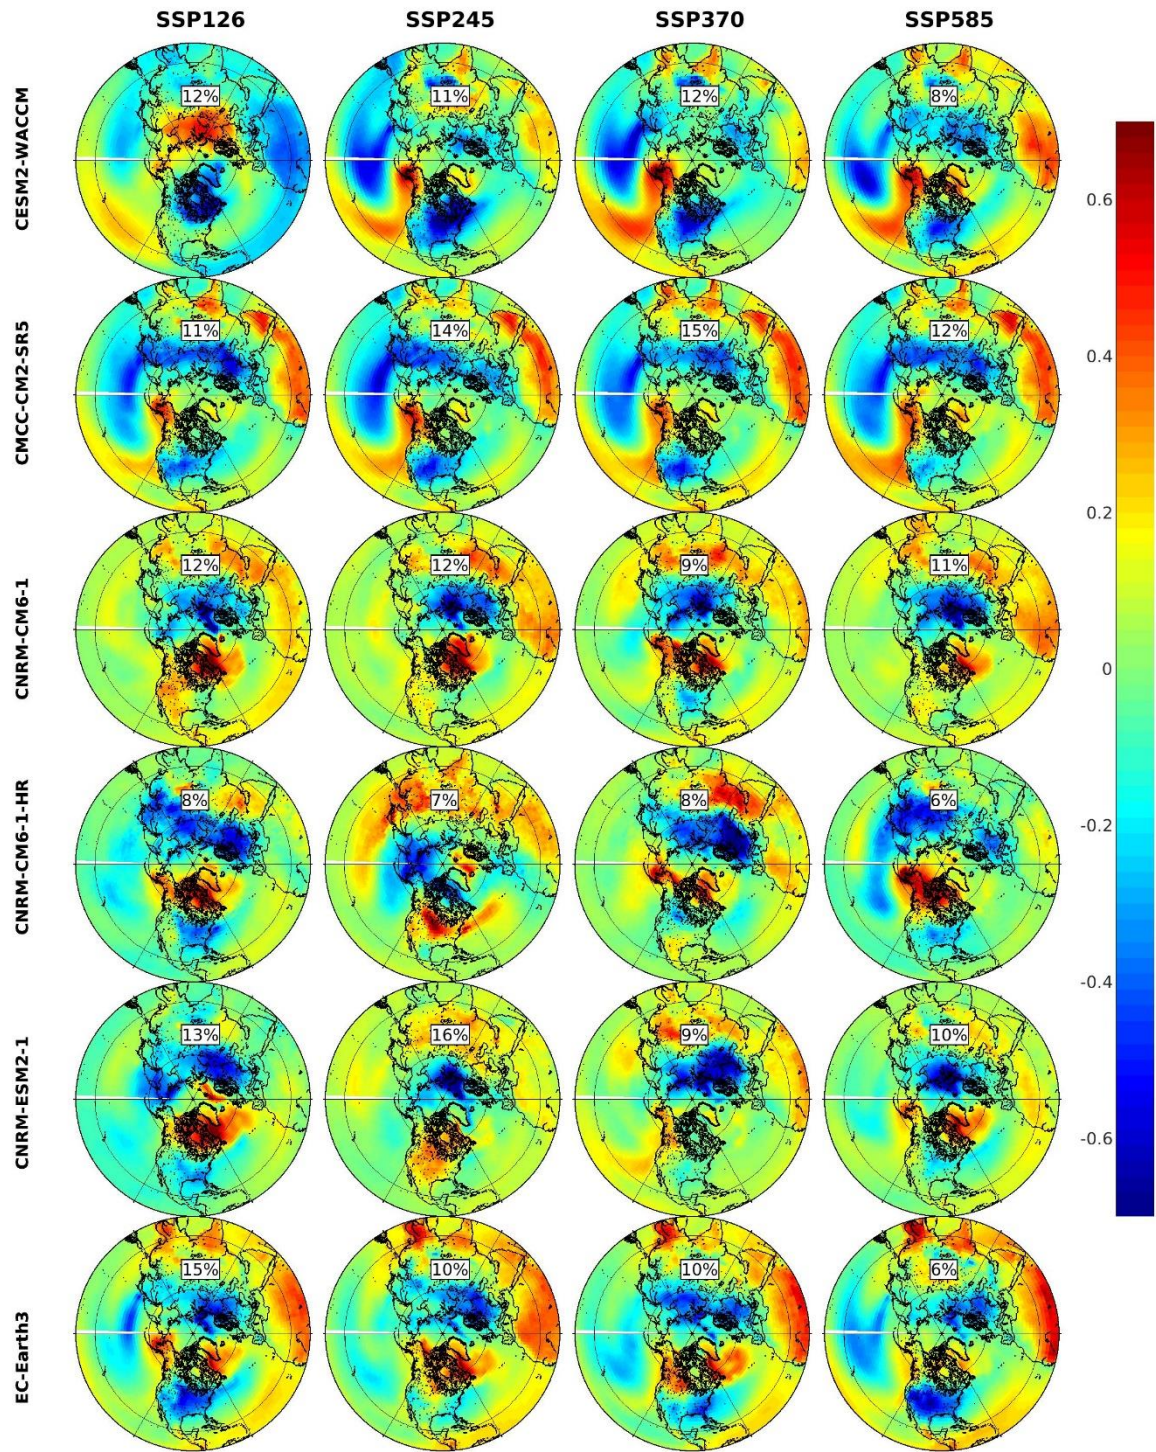 SSP126 SSP245 SSP370 SSP585
CESM2-WACCM
12% 11% 12% 8%
CMCC-CM2-SR5
11% 14% 15% 12%
CNRM-CM6-1
12% 12% 9% 11%
CNRM-CM6-1-HR
8% 7% 8% 6%
CNRM-ESM2-1
13% 16% 9% 10%
EC-Earth3
15% 10% 10% 6%
0.6
0.4
0.2
0
-0.2
-0.4
-0.6